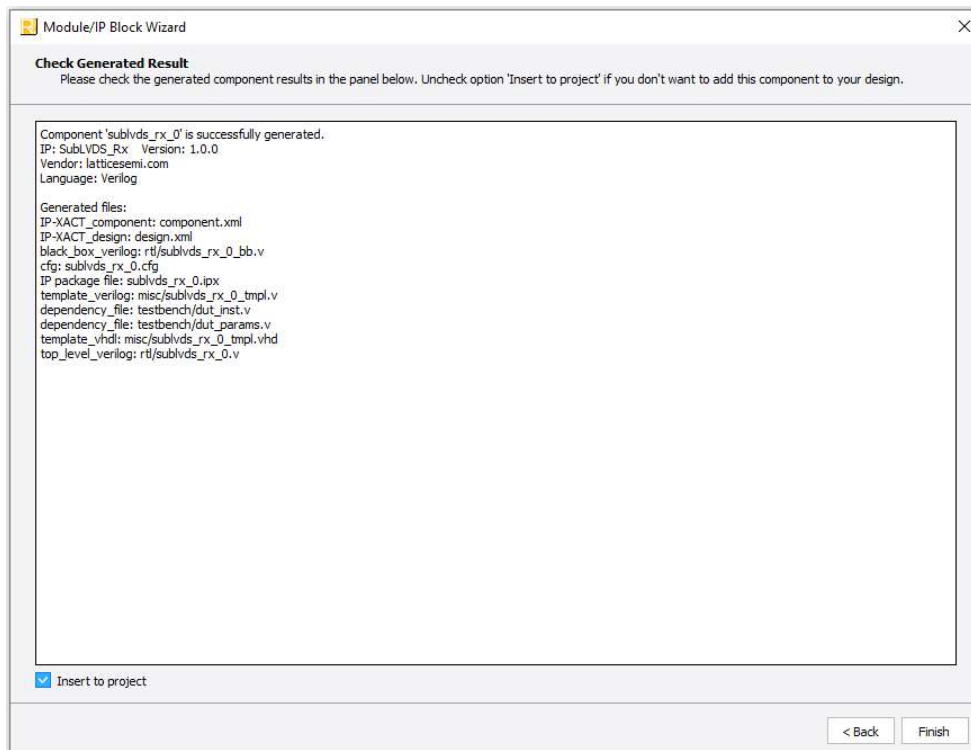 Module/IP Block Wizard
Check Generated Result
Please check the generated component results in the panel below. Uncheck option 'Insert to project' if you don't want to add this component to your design.
Component 'sublvds_rx_0' is successfully generated.
IP: SubLVDS_Rx    Version: 1.0.0
Vendor: latticesemi.com
Language: Verilog
Generated files:
IP-XACT_component: component.xml
IP-XACT_design: design.xml
black_box_verilog: rtl/sublvds_rx_0_bb.v
cfg: sublvds_rx_0.cfg
IP package file: sublvds_rx_0.ipx
template_verilog: misc/sublvds_rx_0_tmpl.v
dependency_file: testbench/dut_inst.v
dependency_file: testbench/dut_params.v
template_vhdl: misc/sublvds_rx_0_tmpl.vhd
top_level_verilog: rtl/sublvds_rx_0.v
Insert to project
< Back    Finish